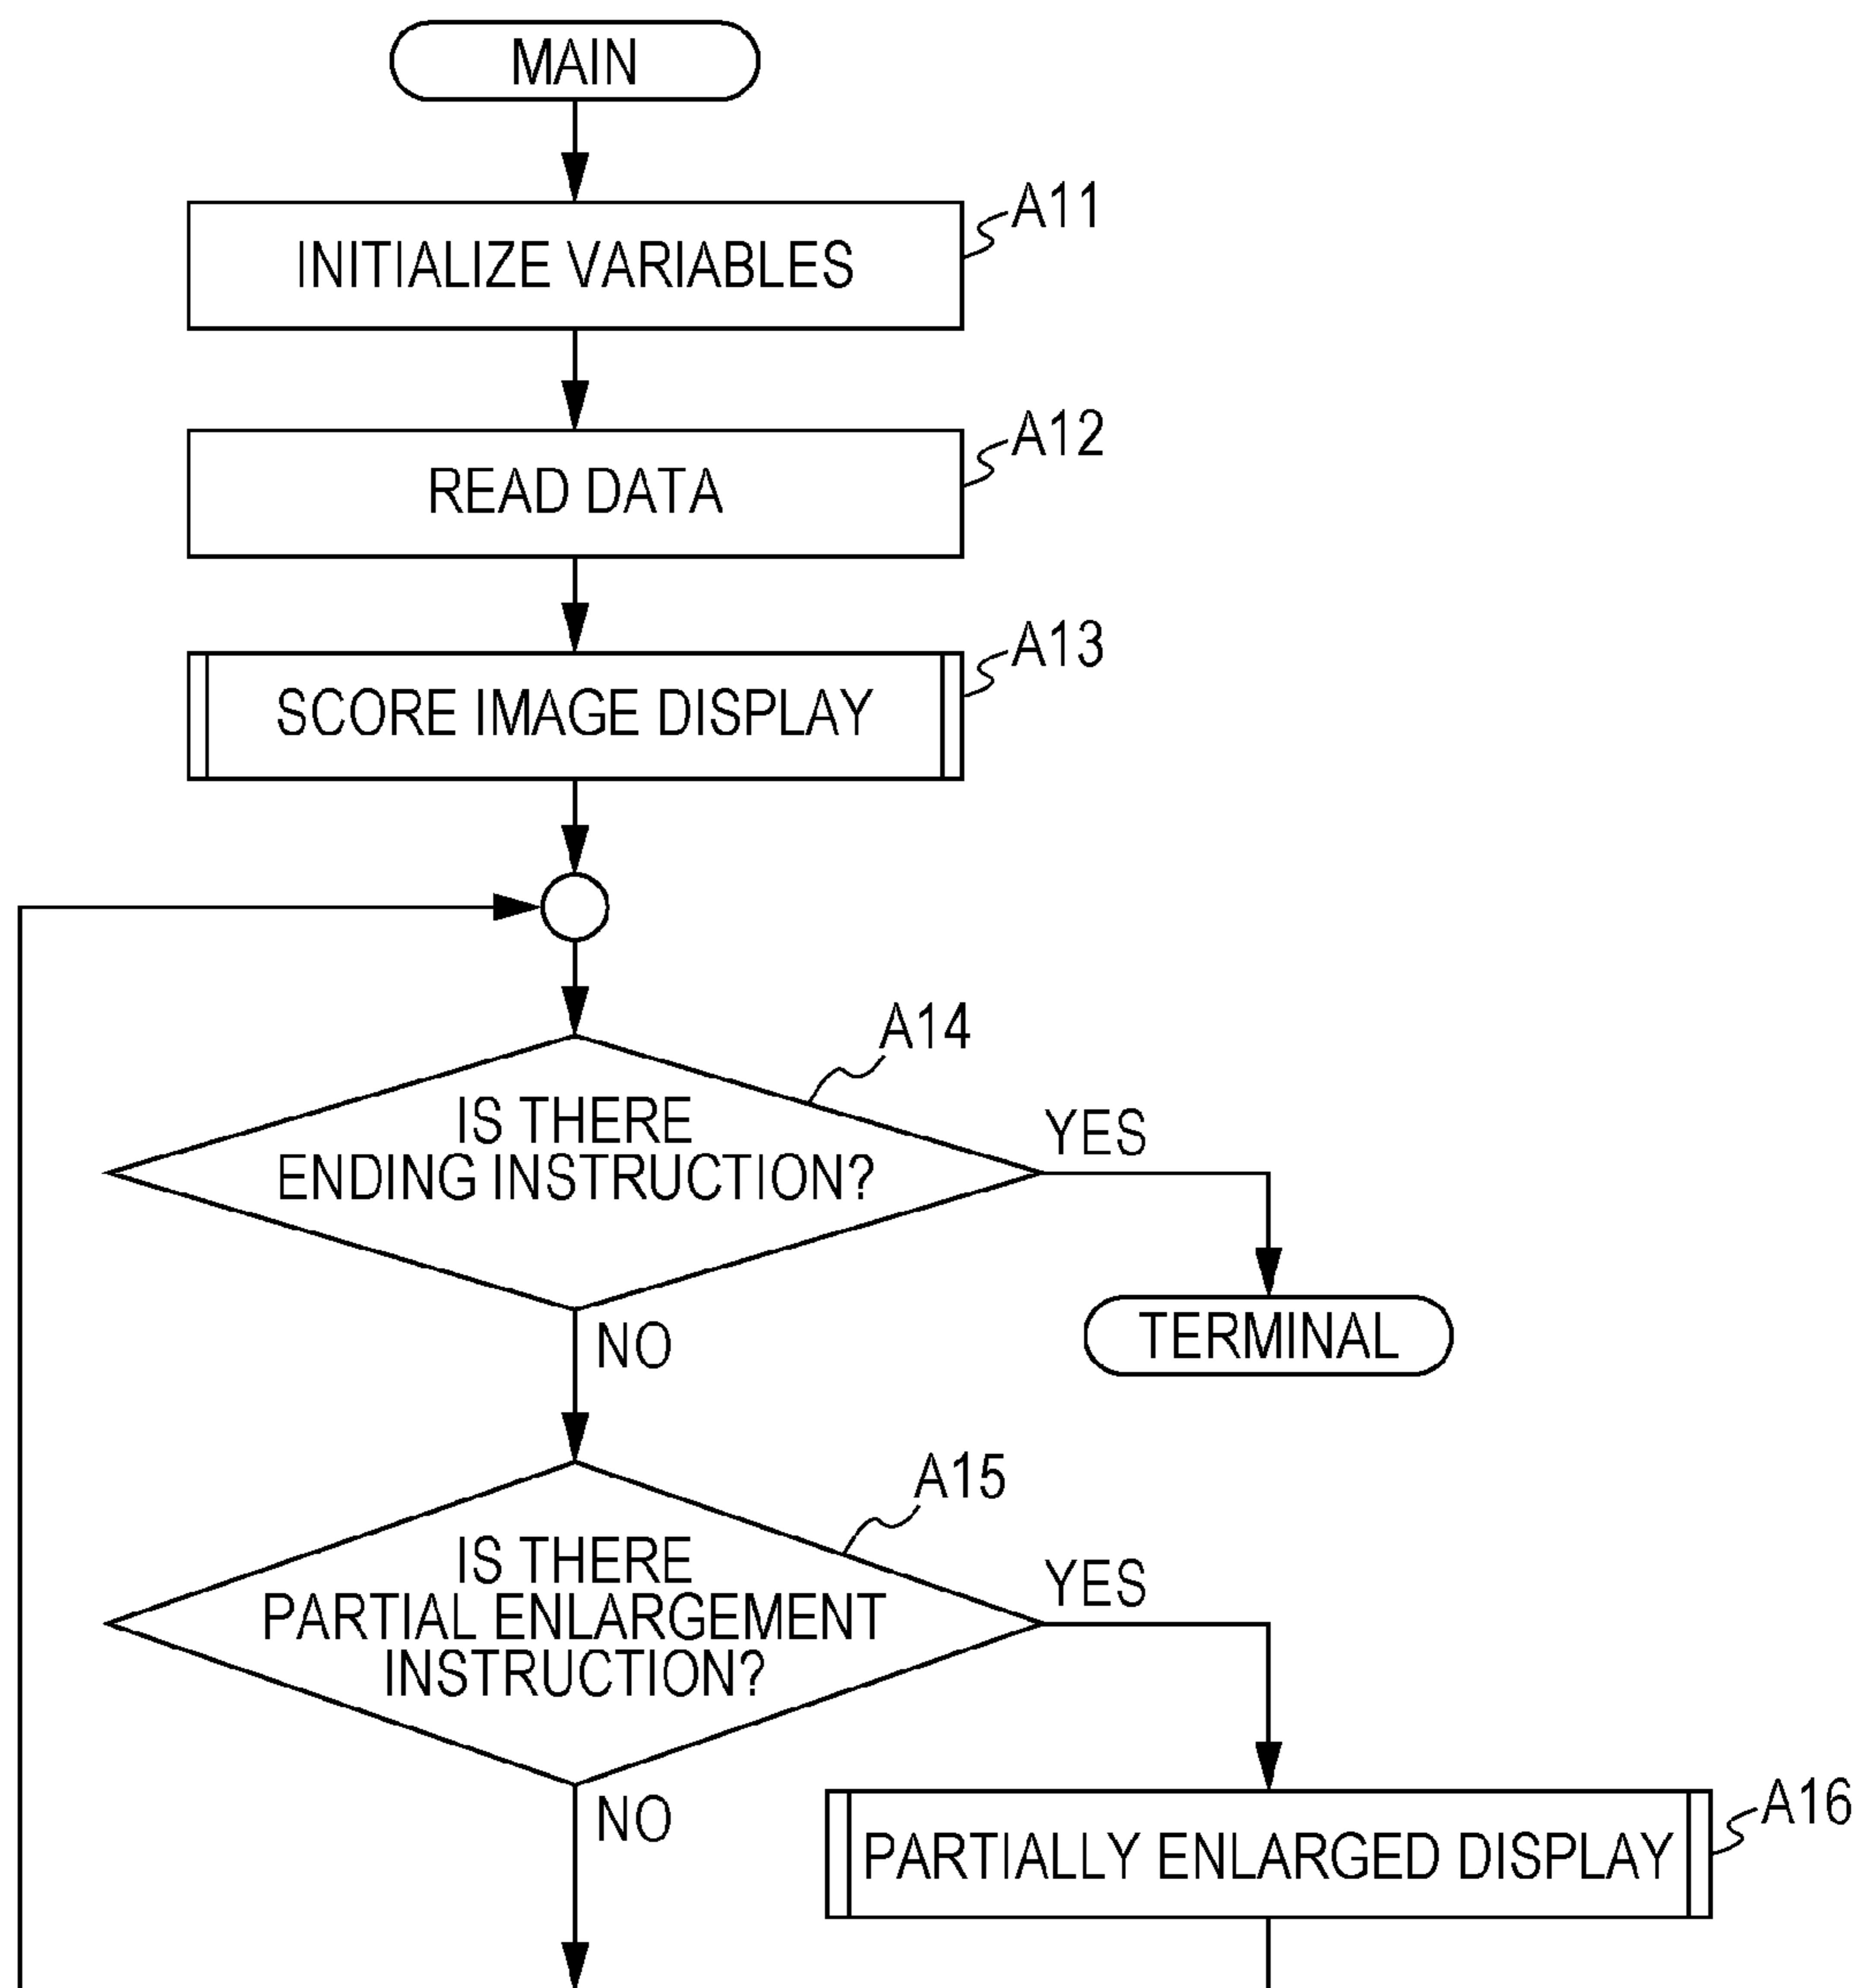 MAIN
A11
INITIALIZE VARIABLES
A12
READ DATA
A13
SCORE IMAGE DISPLAY
A14
IS THERE
ENDING INSTRUCTION?
YES
TERMINAL
NO
A15
IS THERE
PARTIAL ENLARGEMENT
INSTRUCTION?
YES
NO
A16
PARTIALLY ENLARGED DISPLAY